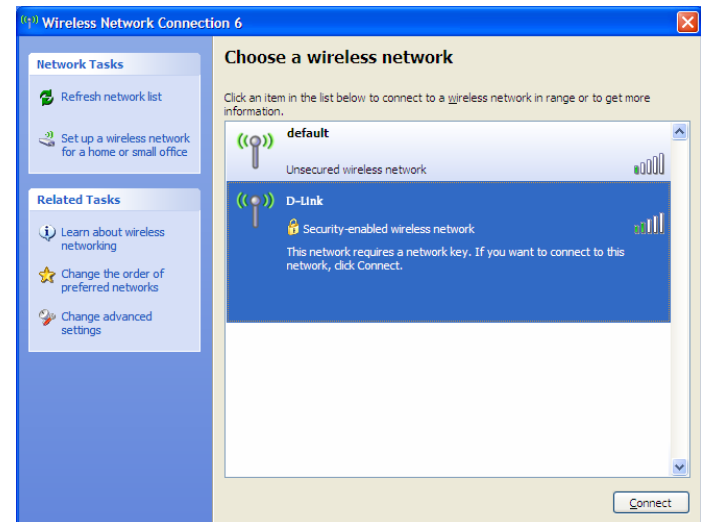 Wireless Network Connection 6
Network Tasks
Refresh network list
Set up a wireless network
for a home or small office
Related Tasks
Learn about wireless
networking
Change the order of
preferred networks
Change advanced
settings
Choose a wireless network
Click an item in the list below to connect to a wireless network in range or to get more
information.
default
Unsecured wireless network
D-Link
Security-enabled wireless network
This network requires a network key. If you want to connect to this
network, click Connect.
Connect